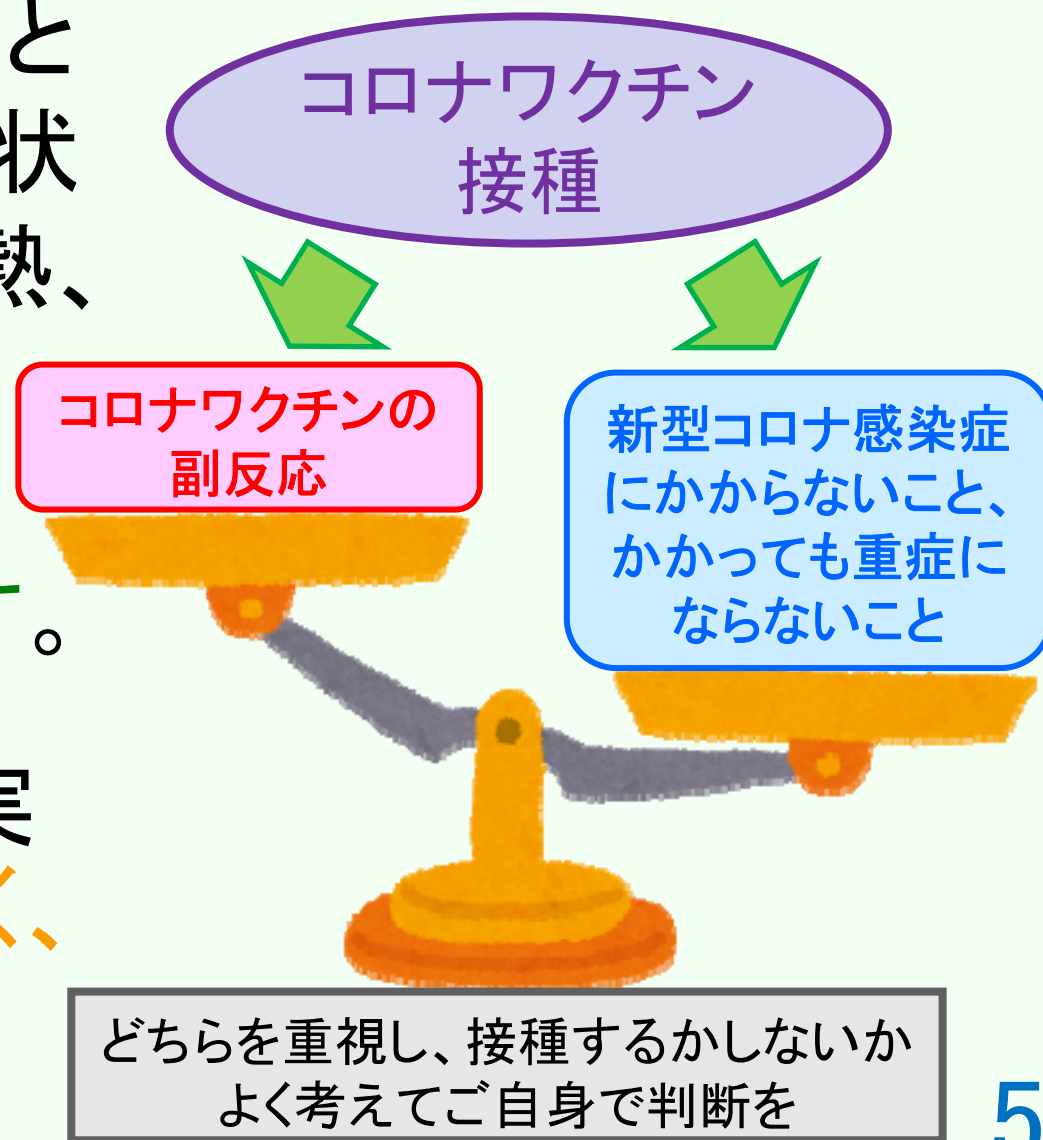 と
状
熱、
。
実
く、
コロナワクチン
接種
コロナワクチンの
副反応
新型コロナ感染症
にかからないこと、
かかっても重症に
ならないこと
どちらを重視し、接種するかしないか
よく考えてご自身で判断を
5